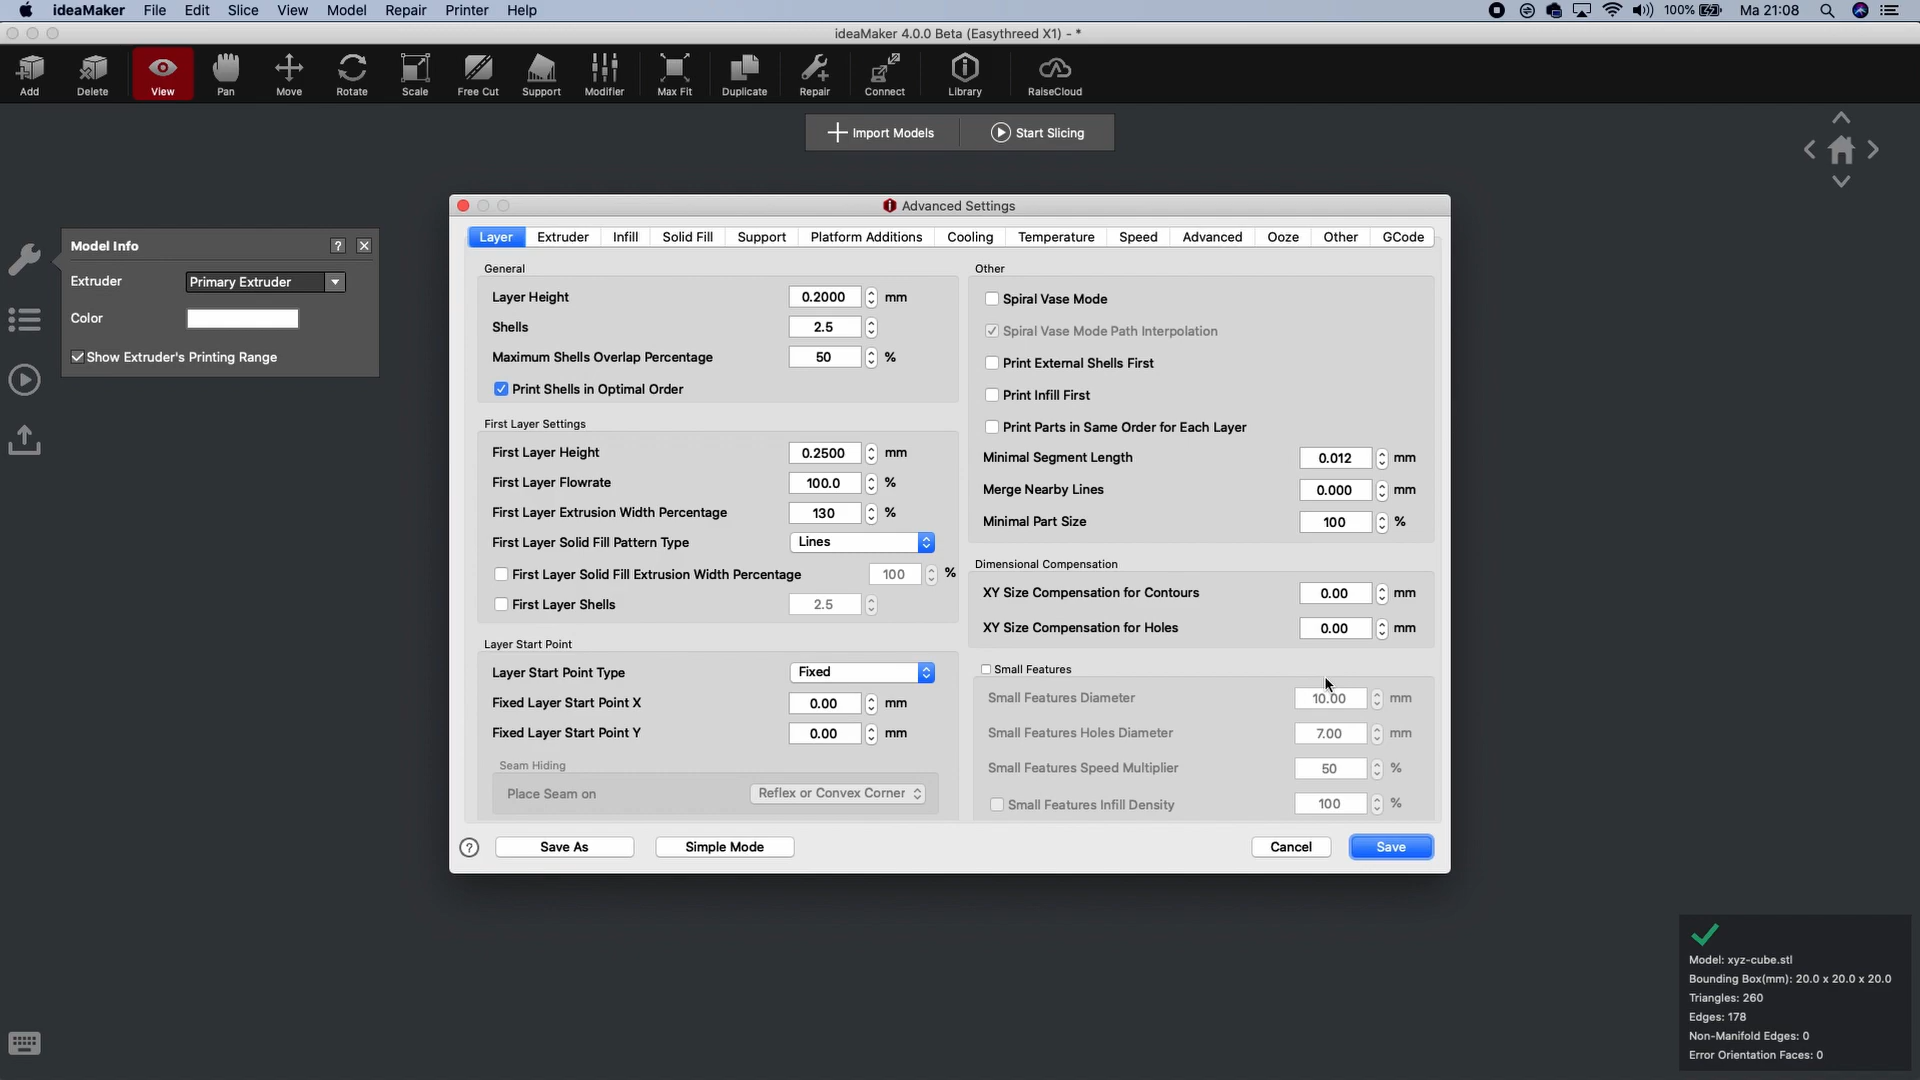 ideaMaker File Edit Slice View Model Repair Printer Help 100% Ma 21:08
ideaMaker 4.0.0 Beta (Easythreed X1) - *
Add Delete View Pan Move Rotate Scale Free Cut Support Modifier Max Fit Duplicate Repair Connect Library RaiseCloud
Import Models Start Slicing
Model Info ?
Extruder Primary Extruder
Color
Show Extruder's Printing Range
Advanced Settings
Layer Extruder Infill Solid Fill Support Platform Additions Cooling Temperature Speed Advanced Ooze Other GCode
General
Layer Height 0.2000 mm
Shells 2.5
Maximum Shells Overlap Percentage 50 %
Print Shells in Optimal Order
First Layer Settings
First Layer Height 0.2500 mm
First Layer Flowrate 100.0 %
First Layer Extrusion Width Percentage 130 %
First Layer Solid Fill Pattern Type Lines
First Layer Solid Fill Extrusion Width Percentage 100 %
First Layer Shells 2.5
Layer Start Point
Layer Start Point Type Fixed
Fixed Layer Start Point X 0.00 mm
Fixed Layer Start Point Y 0.00 mm
Seam Hiding
Place Seam on Reflex or Convex Corner
Other
Spiral Vase Mode
Spiral Vase Mode Path Interpolation
Print External Shells First
Print Infill First
Print Parts in Same Order for Each Layer
Minimal Segment Length 0.012 mm
Merge Nearby Lines 0.000 mm
Minimal Part Size 100 %
Dimensional Compensation
XY Size Compensation for Contours 0.00 mm
XY Size Compensation for Holes 0.00 mm
Small Features
Small Features Diameter 10.00 mm
Small Features Holes Diameter 7.00 mm
Small Features Speed Multiplier 50 %
Small Features Infill Density 100 %
? Save As Simple Mode Cancel Save
Model: xyz-cube.stl
Bounding Box(mm): 20.0 x 20.0 x 20.0
Triangles: 260
Edges: 178
Non-Manifold Edges: 0
Error Orientation Faces: 0